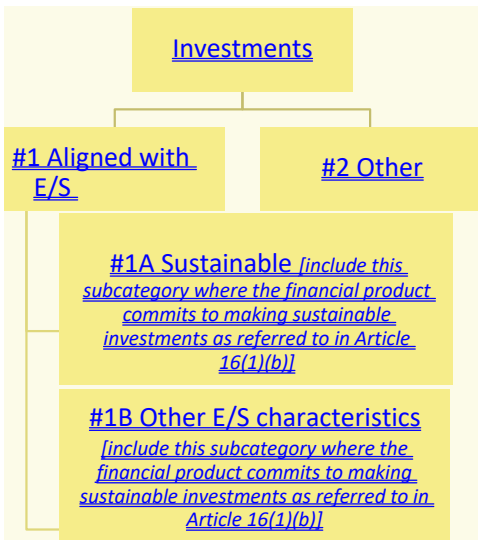 Investments
#1 Aligned with
E/S
#2 Other
#1A Sustainable [include this
subcategory where the financial product
commits to making sustainable
investments as referred to in Article
16(1)(b)]
#1B Other E/S characteristics
[include this subcategory where the
financial product commits to making
sustainable investments as referred to in
Article 16(1)(b)]